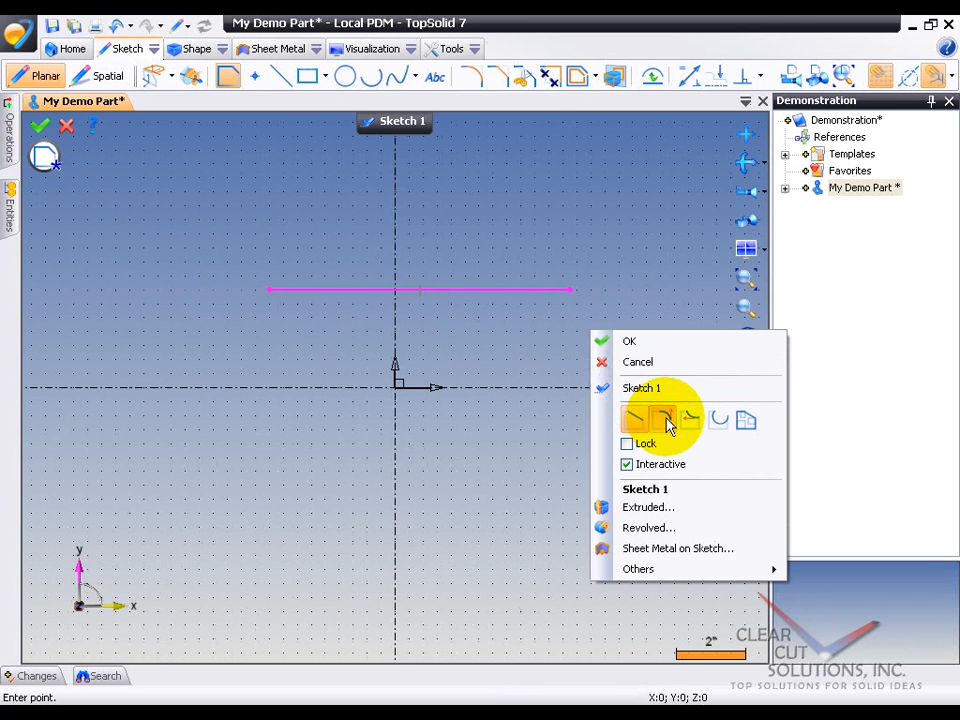 My Demo Part* - Local PDM - TopSolid 7
Home Sketch Shape Sheet Metal Visualization Tools
Planar Spatial Abc
My Demo Part*
Demonstration
Operations
Entities
Sketch 1
Demonstration*
References
Templates
Favorites
My Demo Part *
OK
Cancel
Sketch 1
Lock
Interactive
Sketch 1
Extruded...
Revolved...
Sheet Metal on Sketch...
Others
y
x
2"
CLEAR
CUT
SOLUTIONS, INC.
TOP SOLUTIONS FOR SOLID IDEAS
Changes Search
Enter point.
X:0; Y:0; Z:0